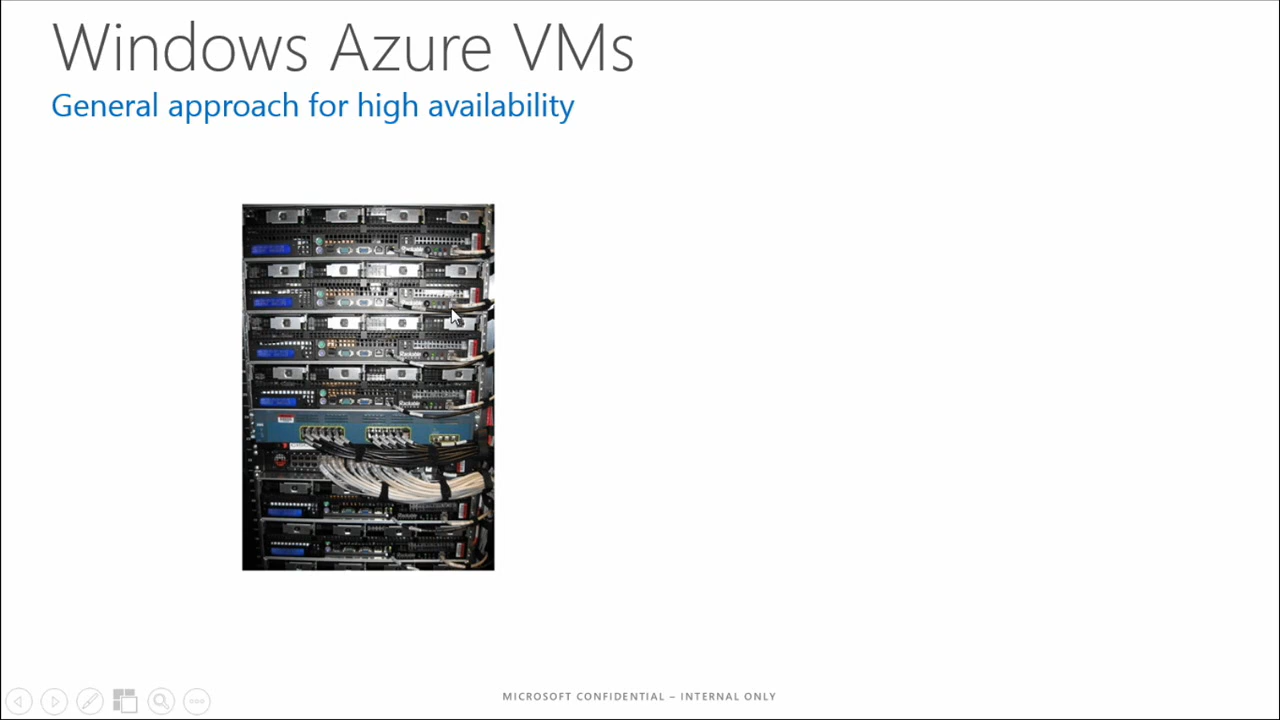 Windows Azure VMs
General approach for high availability
MICROSOFT CONFIDENTIAL – INTERNAL ONLY